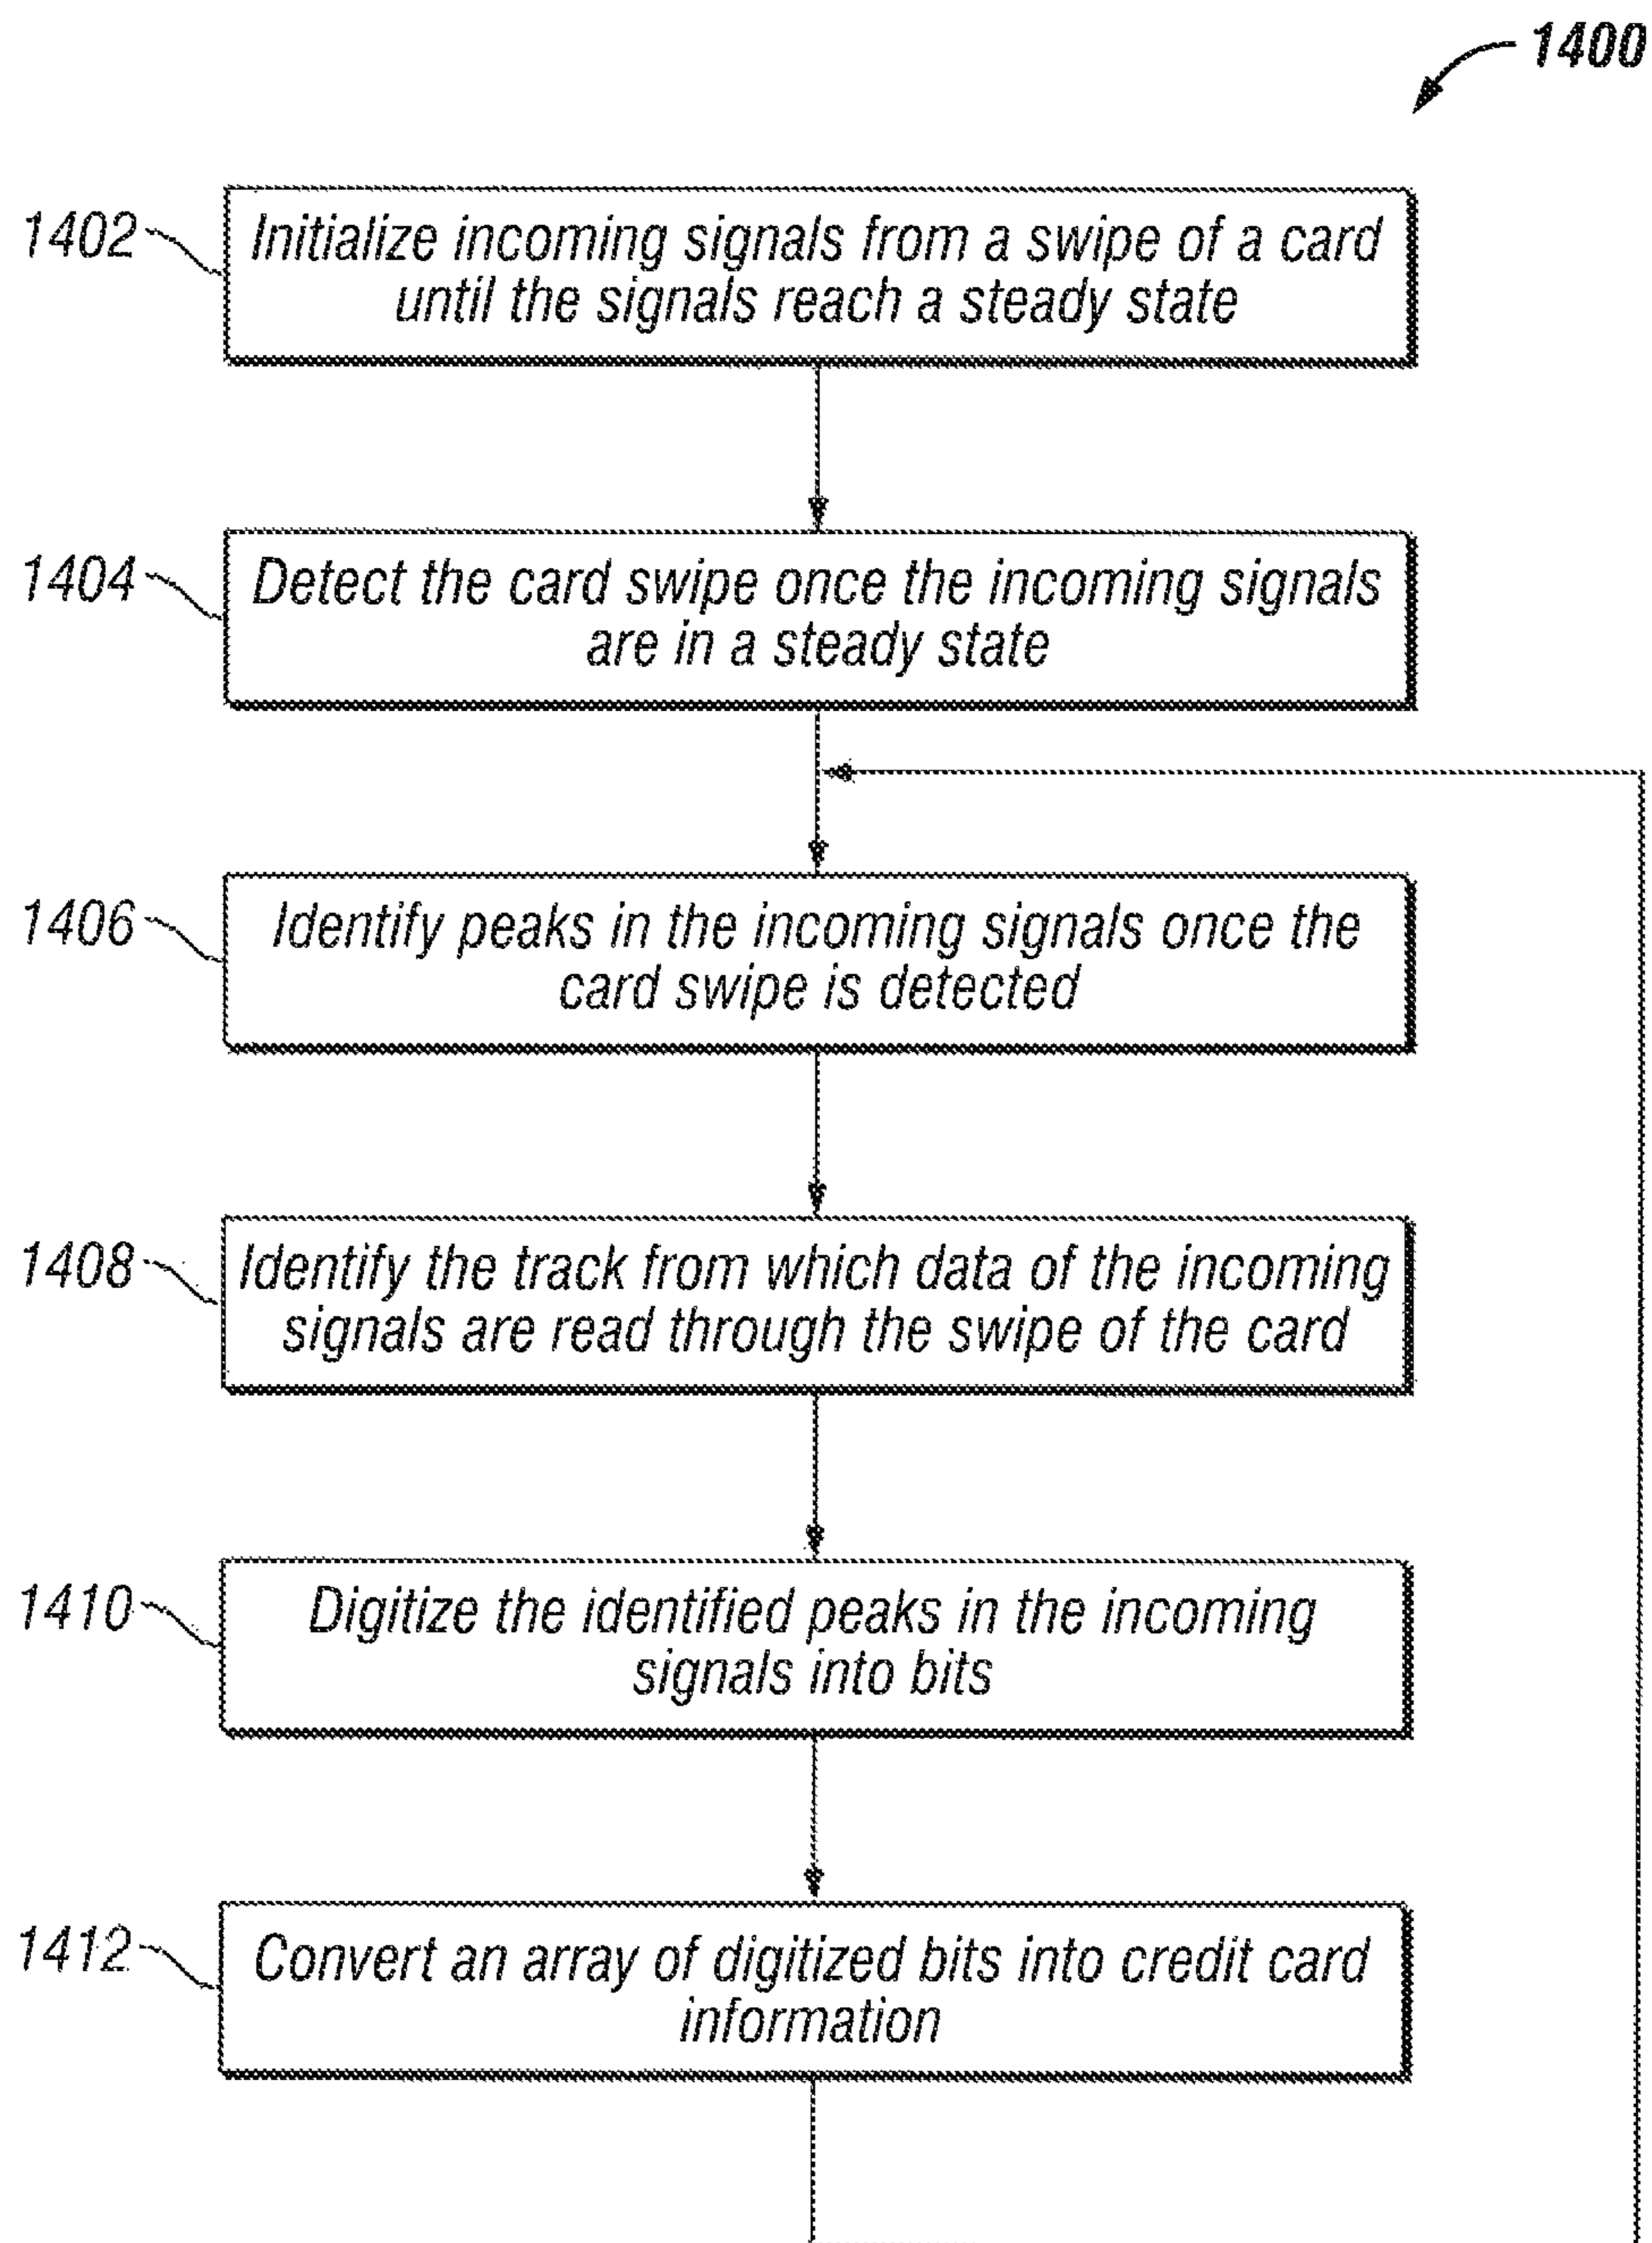 1400
1402
Initialize incoming signals from a swipe of a card
until the signals reach a steady state
1404
Detect the card swipe once the incoming signals
are in a steady state
1406
Identify peaks in the incoming signals once the
card swipe is detected
1408
Identify the track from which data of the incoming
signals are read through the swipe of the card
1410
Digitize the identified peaks in the incoming
signals into bits
1412
Convert an array of digitized bits into credit card
information